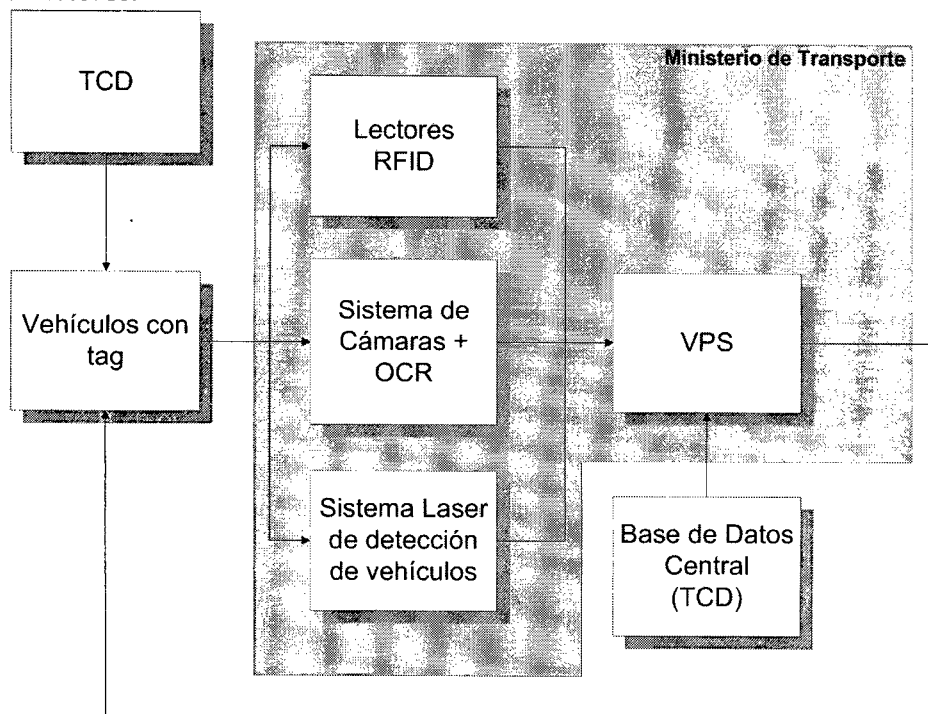 TCD
Ministerio de Transporte
Lectores
RFID
Vehículos con
tag
Sistema de
Cámaras +
OCR
VPS
Sistema Laser
de detección
de vehículos
Base de Datos
Central
(TCD)